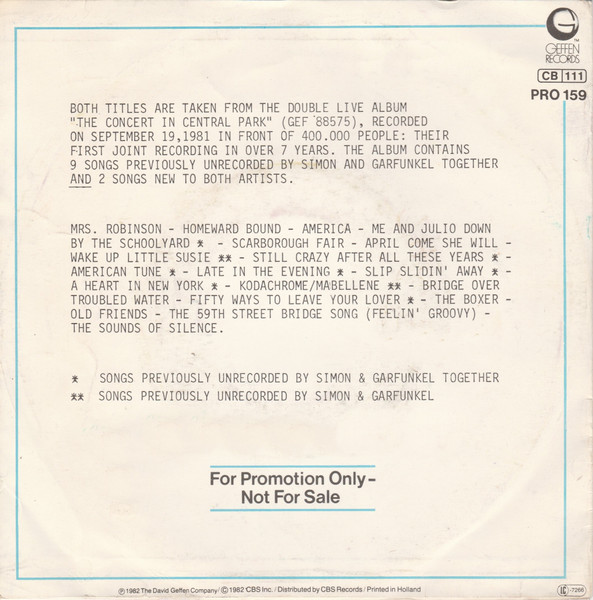 GEFFEN
RECORDS
TM
CB 111
PRO 159
BOTH TITLES ARE TAKEN FROM THE DOUBLE LIVE ALBUM
"THE CONCERT IN CENTRAL PARK" (GEF 88575), RECORDED
ON SEPTEMBER 19,1981 IN FRONT OF 400.000 PEOPLE: THEIR
FIRST JOINT RECORDING IN OVER 7 YEARS. THE ALBUM CONTAINS
9 SONGS PREVIOUSLY UNRECORDED BY SIMON AND GARFUNKEL TOGETHER
AND 2 SONGS NEW TO BOTH ARTISTS.
MRS. ROBINSON - HOMEWARD BOUND - AMERICA - ME AND JULIO DOWN
BY THE SCHOOLYARD * - SCARBOROUGH FAIR - APRIL COME SHE WILL -
WAKE UP LITTLE SUSIE ** - STILL CRAZY AFTER ALL THESE YEARS * -
AMERICAN TUNE * - LATE IN THE EVENING * - SLIP SLIDIN' AWAY * -
A HEART IN NEW YORK * - KODACHROME/MABELLENE ** - BRIDGE OVER
TROUBLED WATER - FIFTY WAYS TO LEAVE YOUR LOVER * - THE BOXER -
OLD FRIENDS - THE 59TH STREET BRIDGE SONG (FEELIN' GROOVY) -
THE SOUNDS OF SILENCE.
* SONGS PREVIOUSLY UNRECORDED BY SIMON & GARFUNKEL TOGETHER
** SONGS PREVIOUSLY UNRECORDED BY SIMON & GARFUNKEL
For Promotion Only-
Not For Sale
℗ 1982 The David Geffen Company/© 1982 CBS Inc./Distributed by CBS Records/Printed in Holland
LC -7266